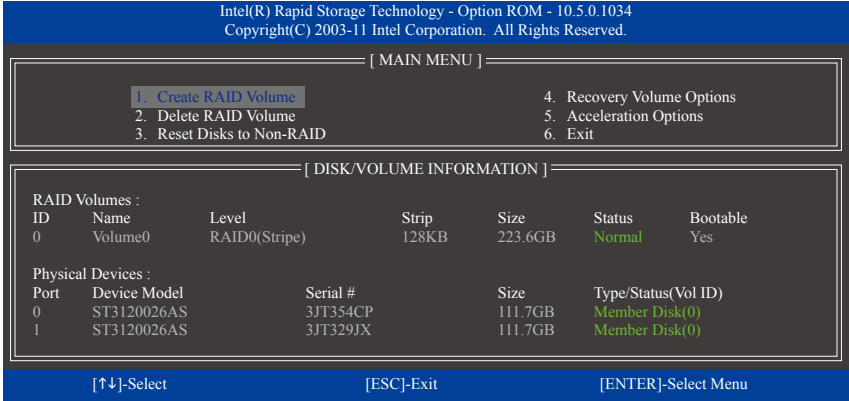 Intel(R) Rapid Storage Technology - Option ROM - 10.5.0.1034
Copyright(C) 2003-11 Intel Corporation. All Rights Reserved.
[ MAIN MENU ]
1. Create RAID Volume 4. Recovery Volume Options
2. Delete RAID Volume 5. Acceleration Options
3. Reset Disks to Non-RAID 6. Exit
[ DISK/VOLUME INFORMATION ]
RAID Volumes :
ID Name Level Strip Size Status Bootable
0 Volume0 RAID0(Stripe) 128KB 223.6GB Normal Yes
Physical Devices :
Port Device Model Serial # Size Type/Status(Vol ID)
0 ST3120026AS 3JT354CP 111.7GB Member Disk(0)
1 ST3120026AS 3JT329JX 111.7GB Member Disk(0)
[↑↓]-Select [ESC]-Exit [ENTER]-Select Menu